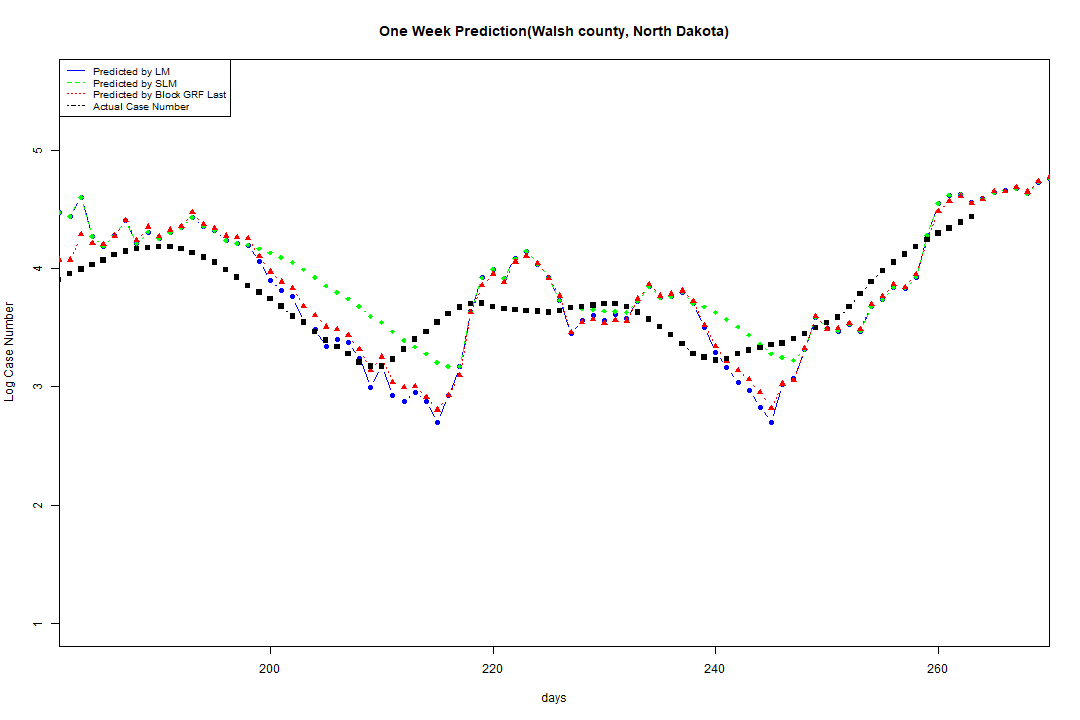 One Week Prediction(Walsh county, North Dakota)
Predicted by LM
Predicted by SLM
Predicted by Block GRF Last
Actual Case Number
5
4
3
2
1
Log Case Number
200
220
240
260
days